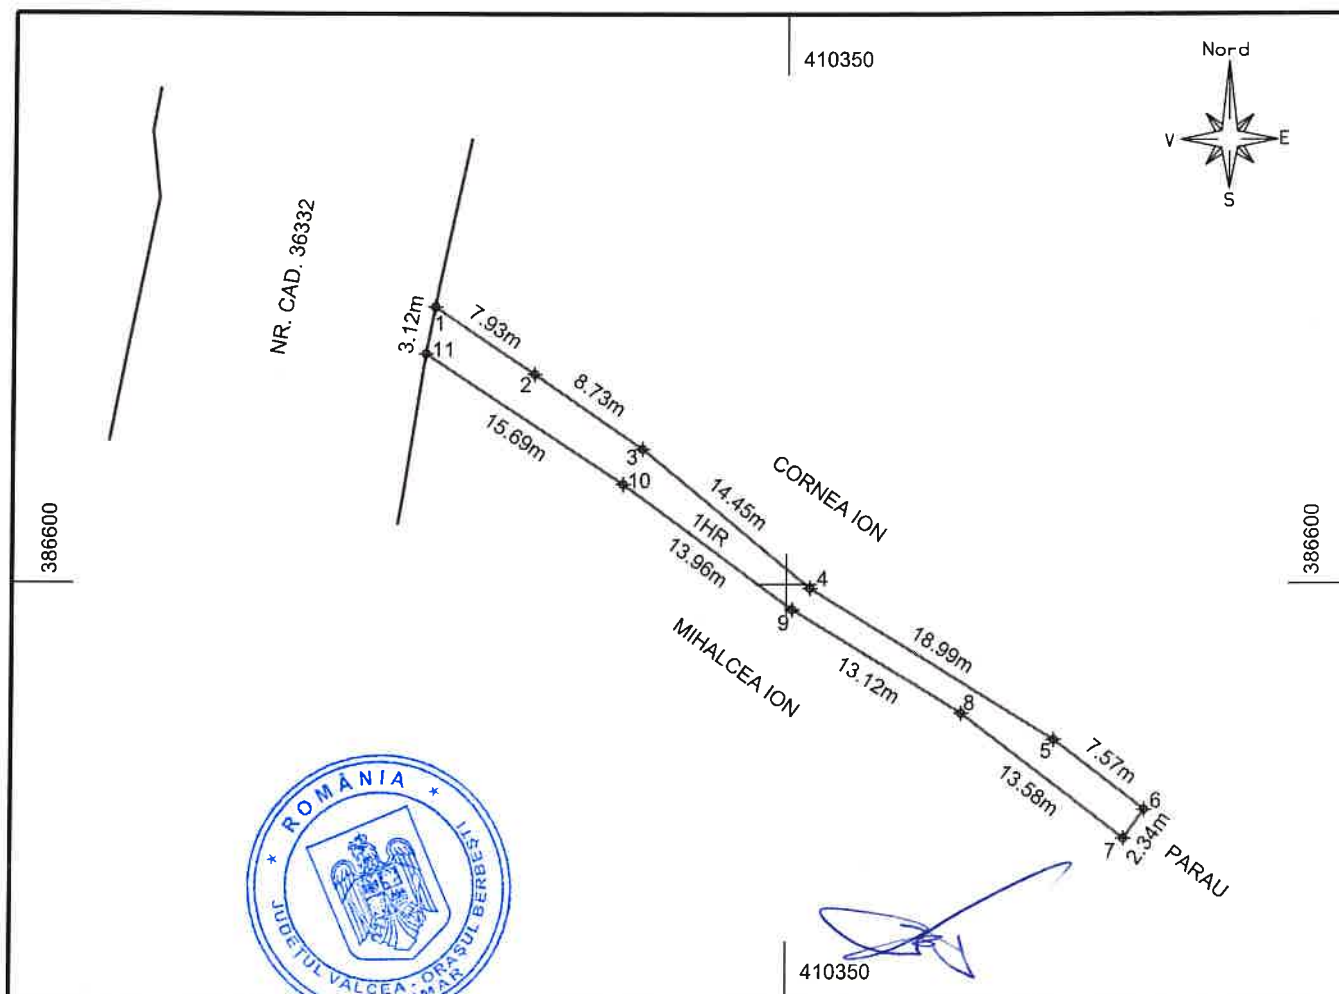 Nord
410350
V
E
S
NR. CAD. 36332
3.12m
1
7.93m
11
2
8.73m
15.69m
3
10
14.45m
CORNEA ION
1HR
13.96m
386600
386600
4
9
MIHALCEA ION
18.99m
13.12m
8
5
7.57m
13.58m
6
7
2.34m
PARAU
ROMÂNIA
JUDEȚUL VÂLCEA - ORAȘUL BERBEȘTI
410350